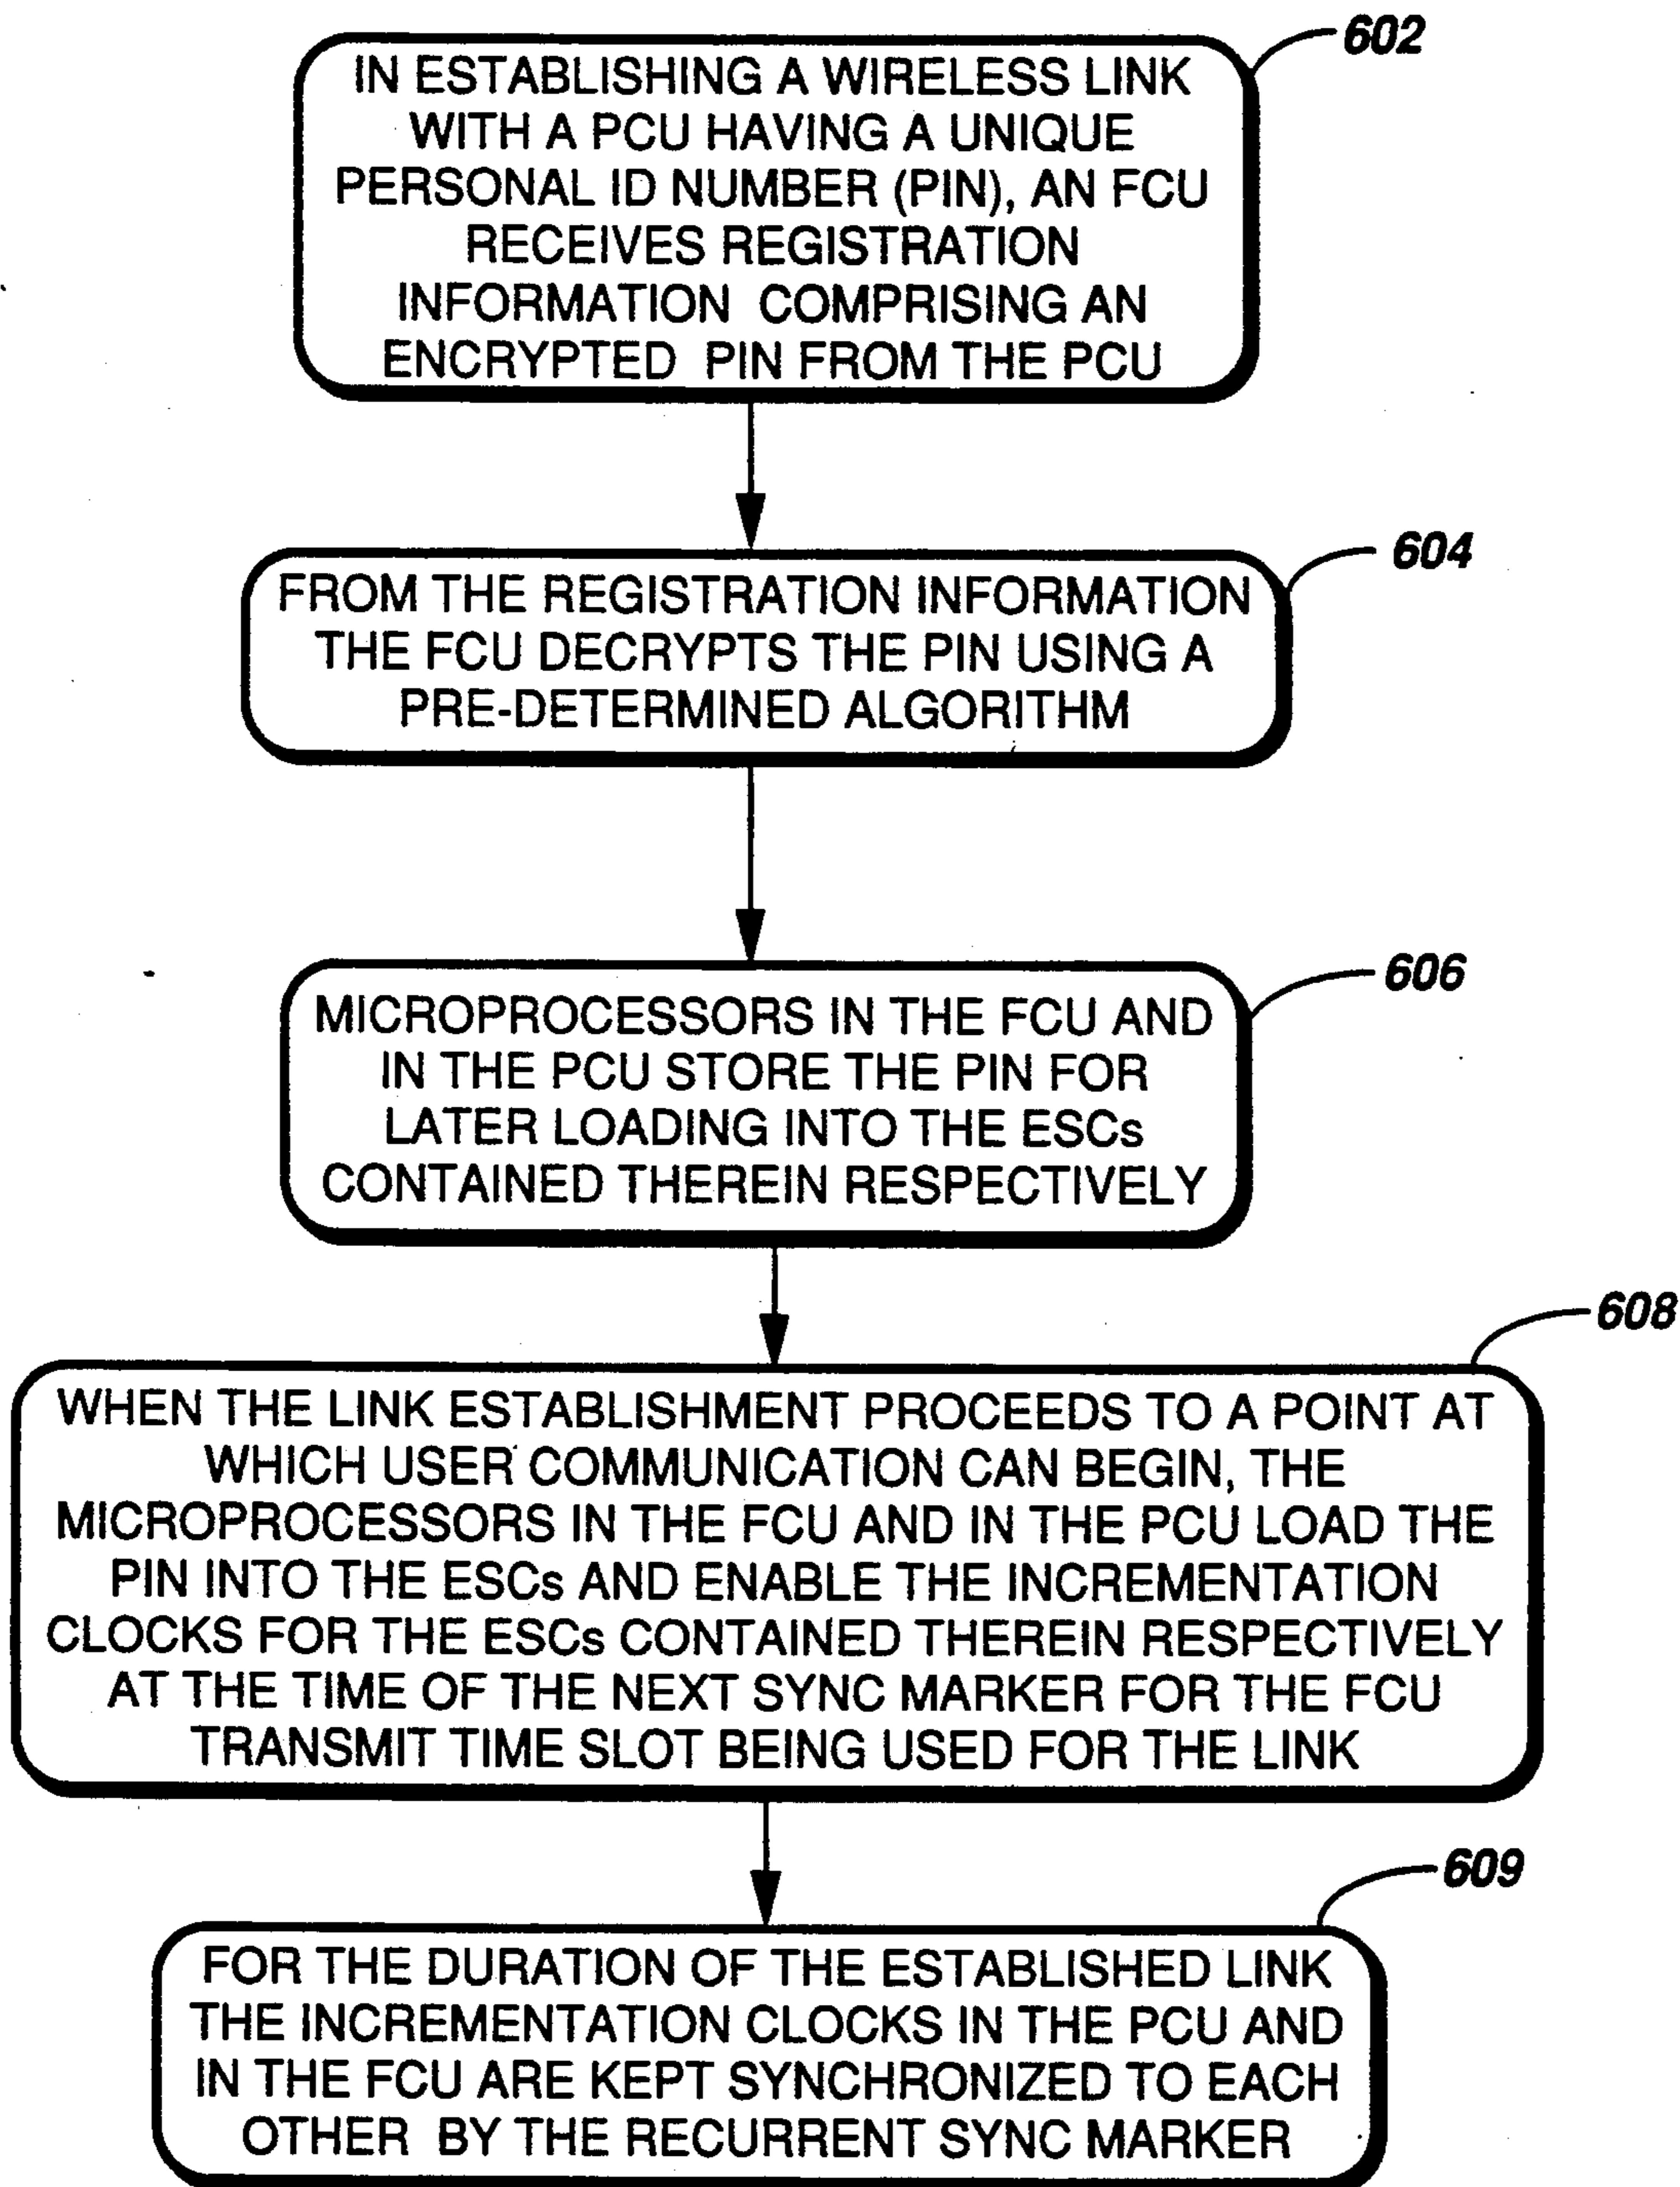 602
IN ESTABLISHING A WIRELESS LINK
WITH A PCU HAVING A UNIQUE
PERSONAL ID NUMBER (PIN), AN FCU
RECEIVES REGISTRATION
INFORMATION COMPRISING AN
ENCRYPTED PIN FROM THE PCU
604
FROM THE REGISTRATION INFORMATION
THE FCU DECRYPTS THE PIN USING A
PRE-DETERMINED ALGORITHM
606
MICROPROCESSORS IN THE FCU AND
IN THE PCU STORE THE PIN FOR
LATER LOADING INTO THE ESCs
CONTAINED THEREIN RESPECTIVELY
608
WHEN THE LINK ESTABLISHMENT PROCEEDS TO A POINT AT
WHICH USER COMMUNICATION CAN BEGIN, THE
MICROPROCESSORS IN THE FCU AND IN THE PCU LOAD THE
PIN INTO THE ESCs AND ENABLE THE INCREMENTATION
CLOCKS FOR THE ESCs CONTAINED THEREIN RESPECTIVELY
AT THE TIME OF THE NEXT SYNC MARKER FOR THE FCU
TRANSMIT TIME SLOT BEING USED FOR THE LINK
609
FOR THE DURATION OF THE ESTABLISHED LINK
THE INCREMENTATION CLOCKS IN THE PCU AND
IN THE FCU ARE KEPT SYNCHRONIZED TO EACH
OTHER BY THE RECURRENT SYNC MARKER